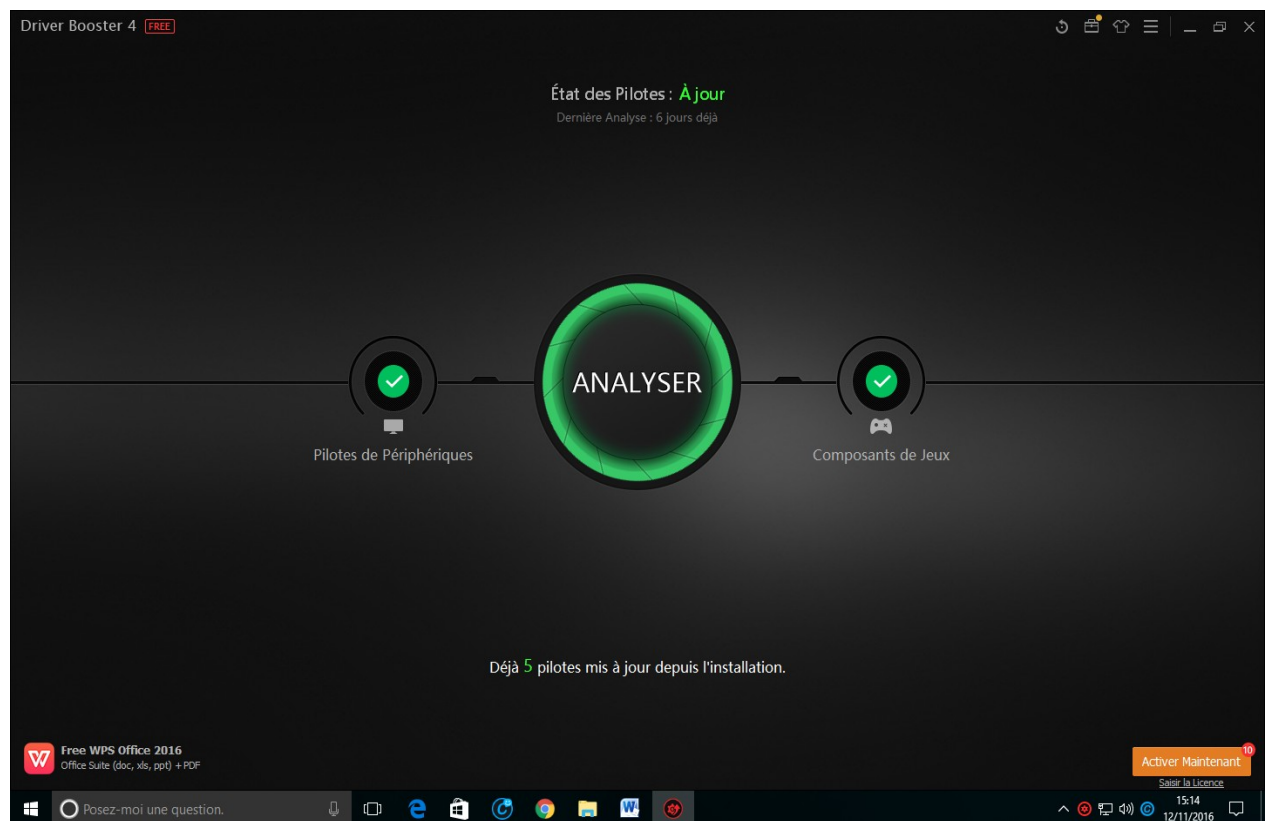 Driver Booster 4 FREE
État des Pilotes : À jour
Dernière Analyse : 6 jours déjà
ANALYSER
Pilotes de Périphériques
Composants de Jeux
Déjà 5 pilotes mis à jour depuis l'installation.
Free WPS Office 2016
Office Suite (doc, xls, ppt) + PDF
10
Activer Maintenant
Saisir la Licence
Posez-moi une question.
15:14
12/11/2016